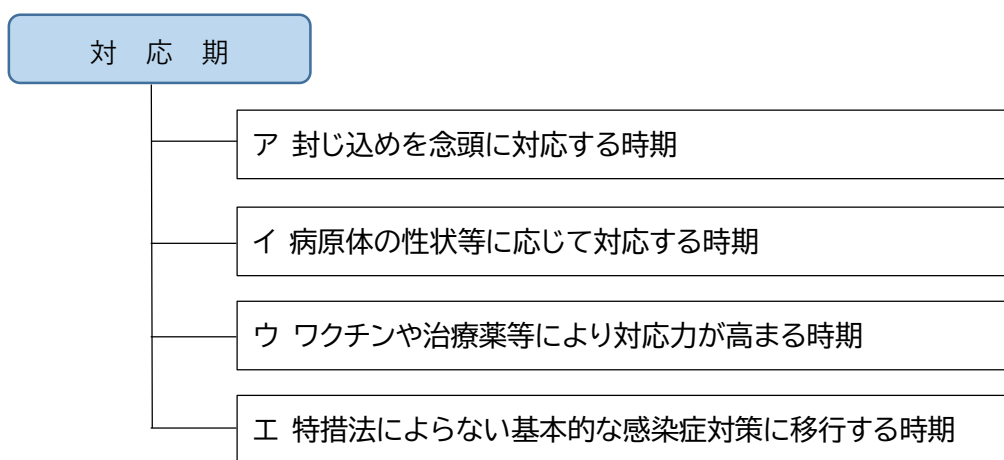 対　応　期
ア 封じ込めを念頭に対応する時期
イ 病原体の性状等に応じて対応する時期
ウ ワクチンや治療薬等により対応力が高まる時期
エ 特措法によらない基本的な感染症対策に移行する時期